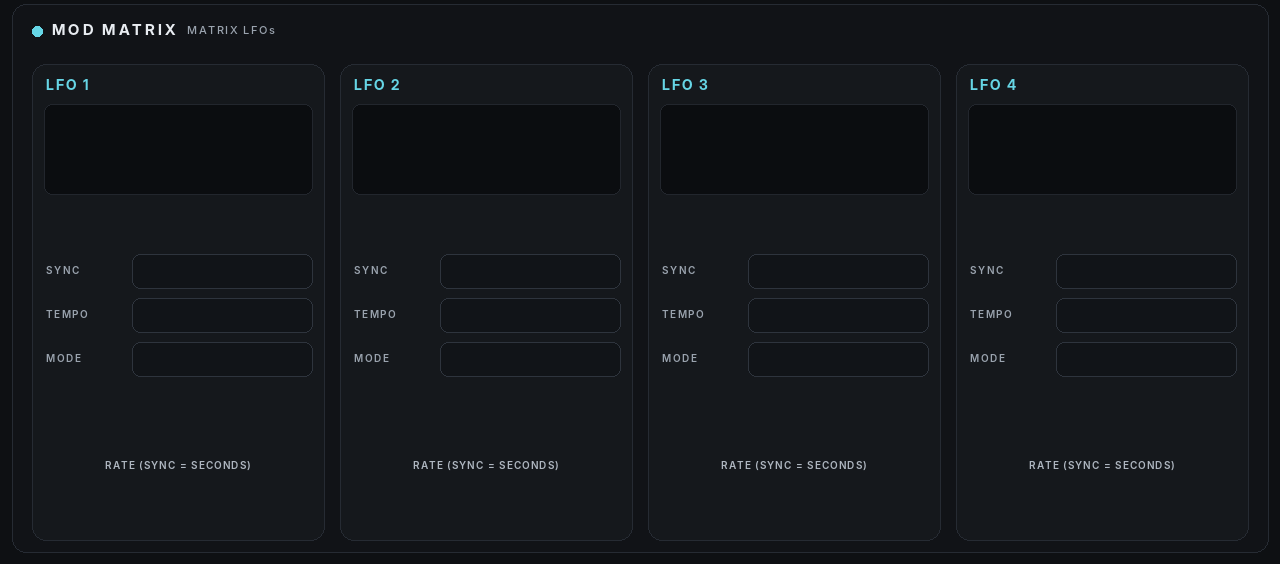 MOD MATRIX MATRIX LFOs
LFO 1 LFO 2 LFO 3 LFO 4
SYNC SYNC SYNC SYNC
TEMPO TEMPO TEMPO TEMPO
MODE MODE MODE MODE
RATE (SYNC = SECONDS) RATE (SYNC = SECONDS) RATE (SYNC = SECONDS) RATE (SYNC = SECONDS)